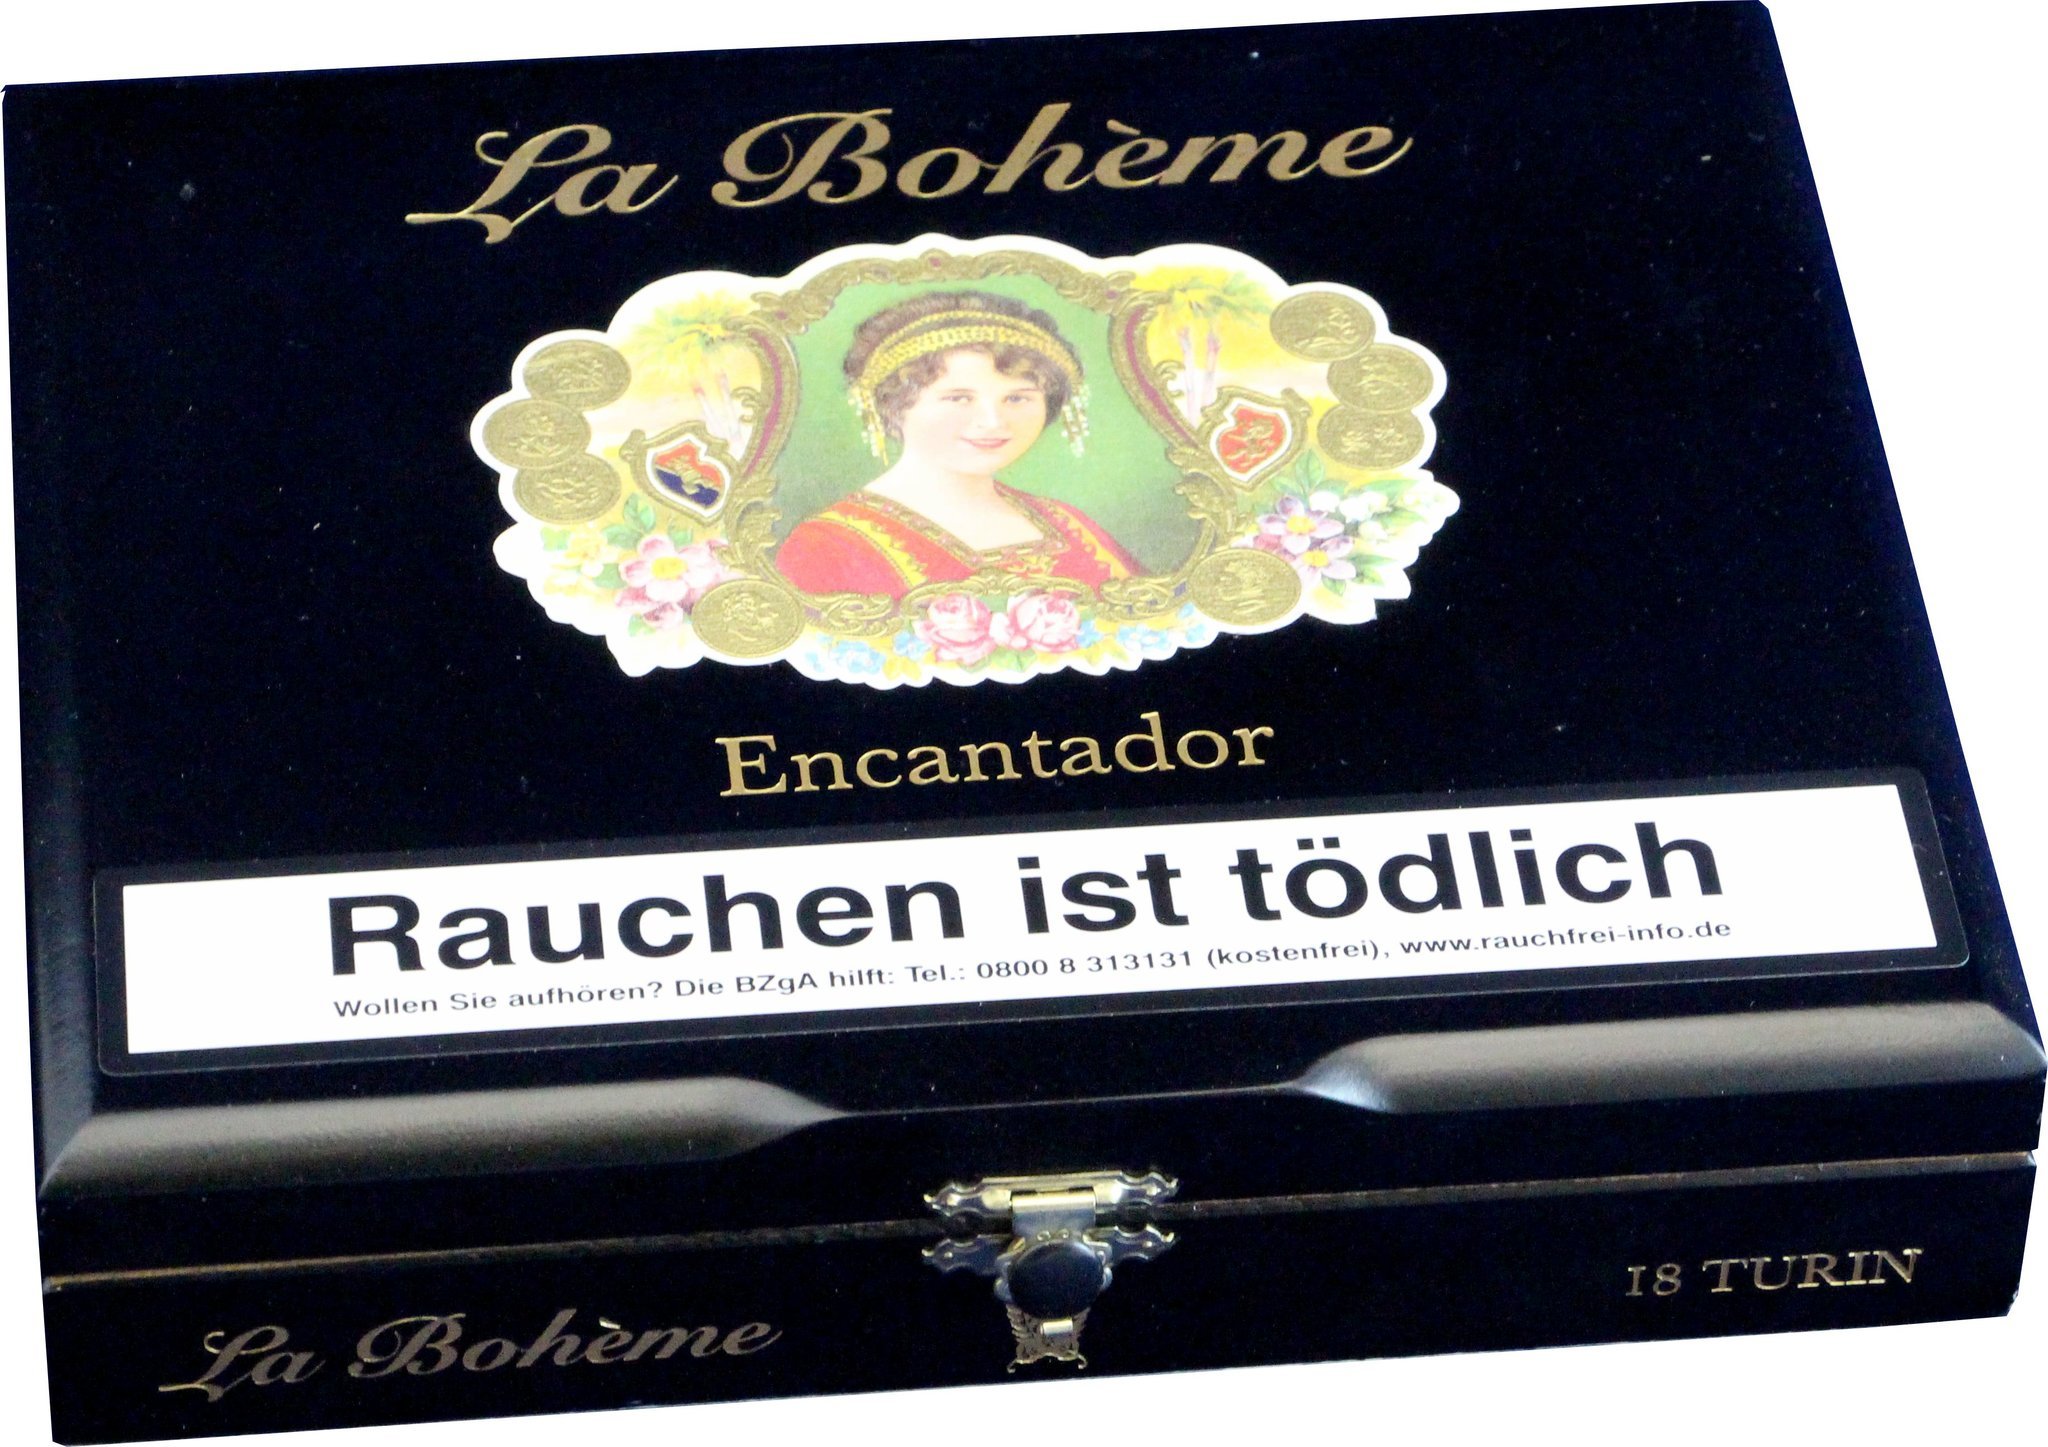 La Bohème
Encantador
Rauchen ist tödlich
Wollen Sie aufhören? Die BZgA hilft: Tel.: 0800 8 313131 (kostenfrei), www.rauchfrei-info.de
La Bohème
18 TURIN